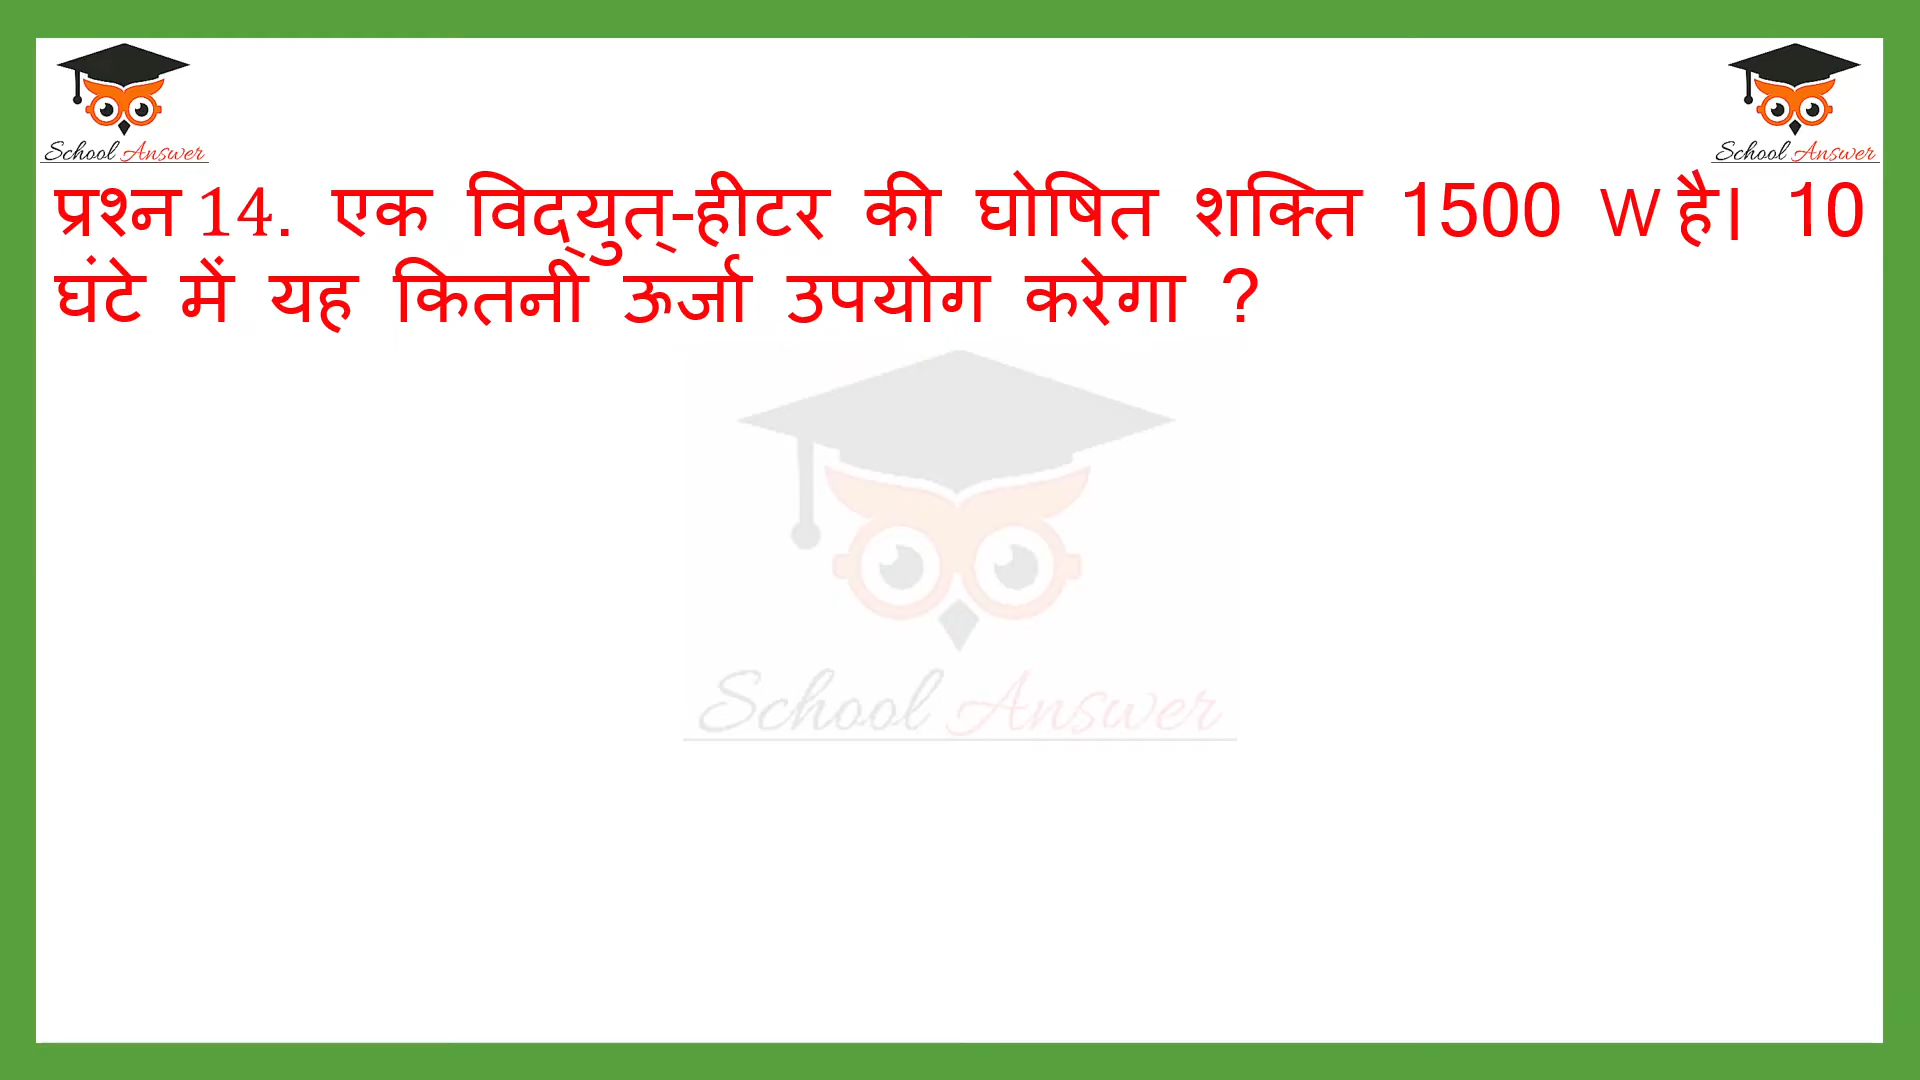 School Answer
School Answer
प्रश्न 14. एक विद्युत्-हीटर की घोषित शक्ति 1500 W है। 10
घंटे में यह कितनी ऊर्जा उपयोग करेगा ?
School Answer